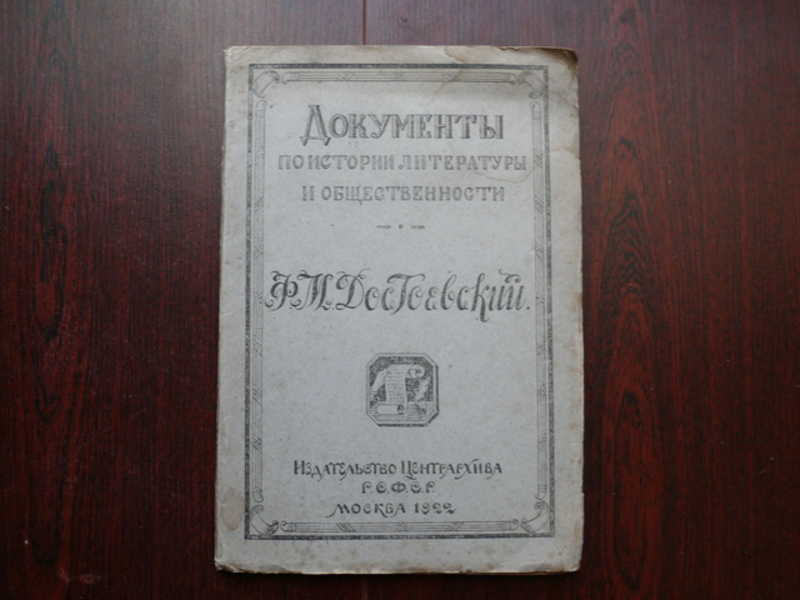 ДОКУМЕНТЫ
ПО ИСТОРИИ ЛИТЕРАТУРЫ
И ОБЩЕСТВЕННОСТИ
Ф.М. Достоевский.
ИЗДАТЕЛЬСТВО ЦЕНТРАРХИВА
Р.С.Ф.С.Р.
МОСКВА 1922